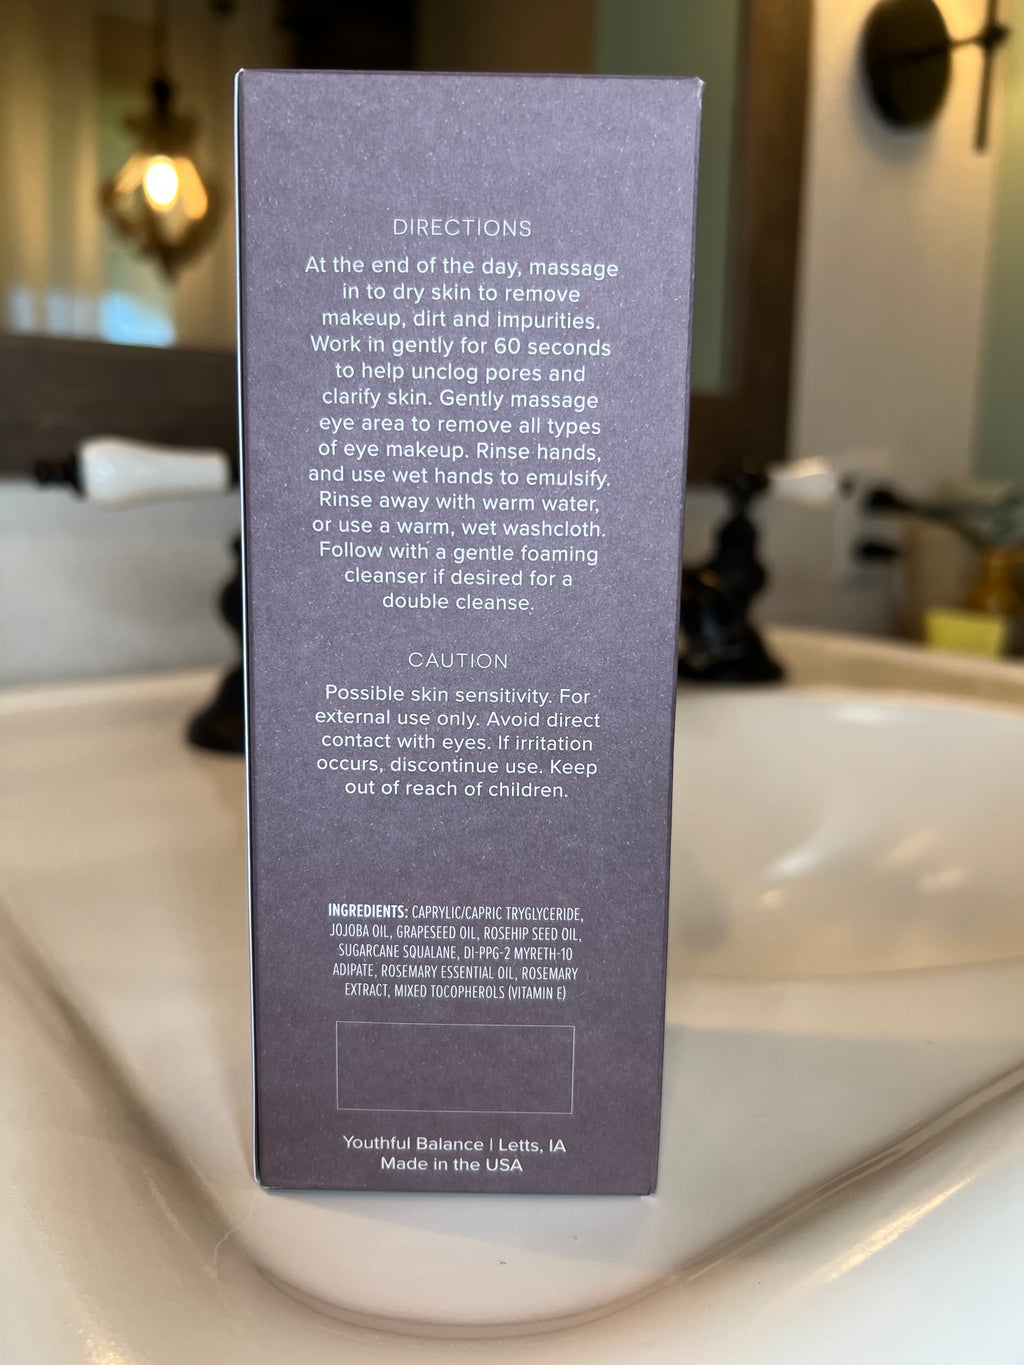 DIRECTIONS
At the end of the day, massage
in to dry skin to remove
makeup, dirt and impurities.
Work in gently for 60 seconds
to help unclog pores and
clarify skin. Gently massage
eye area to remove all types
of eye makeup. Rinse hands,
and use wet hands to emulsify.
Rinse away with warm water,
or use a warm, wet washcloth.
Follow with a gentle foaming
cleanser if desired for a
double cleanse.
CAUTION
Possible skin sensitivity. For
external use only. Avoid direct
contact with eyes. If irritation
occurs, discontinue use. Keep
out of reach of children.
INGREDIENTS: CAPRYLIC/CAPRIC TRYGLYCERIDE,
JOJOBA OIL, GRAPESEED OIL, ROSEHIP SEED OIL,
SUGARCANE SQUALANE, DI-PPG-2 MYRETH-10
ADIPATE, ROSEMARY ESSENTIAL OIL, ROSEMARY
EXTRACT, MIXED TOCOPHEROLS (VITAMIN E)
Youthful Balance | Letts, IA
Made in the USA